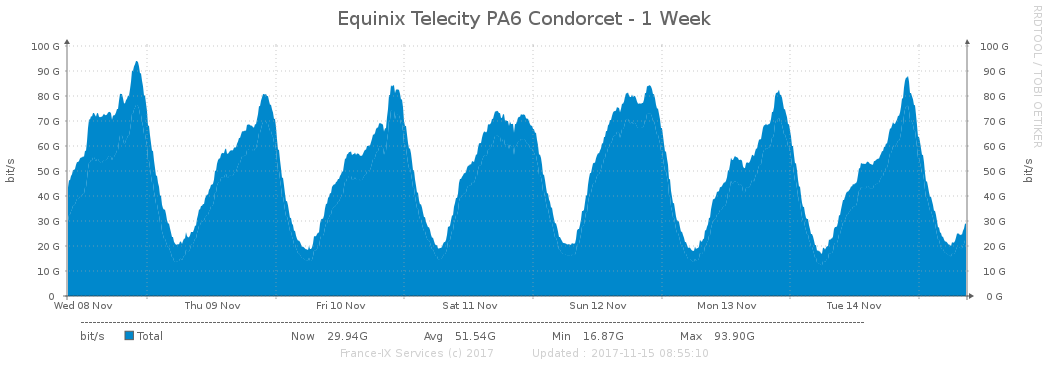 Equinix Telecity PA6 Condorcet - 1 Week
RRDTOOL / TOBI OETIKER
bit/s
bit/s
100 G 100 G
90 G 90 G
80 G 80 G
70 G 70 G
60 G 60 G
50 G 50 G
40 G 40 G
30 G 30 G
20 G 20 G
10 G 10 G
0 0 G
Wed 08 Nov Thu 09 Nov Fri 10 Nov Sat 11 Nov Sun 12 Nov Mon 13 Nov Tue 14 Nov
bit/s Total Now 29.94G Avg 51.54G Min 16.87G Max 93.90G
France-IX Services (c) 2017 Updated : 2017-11-15 08:55:10